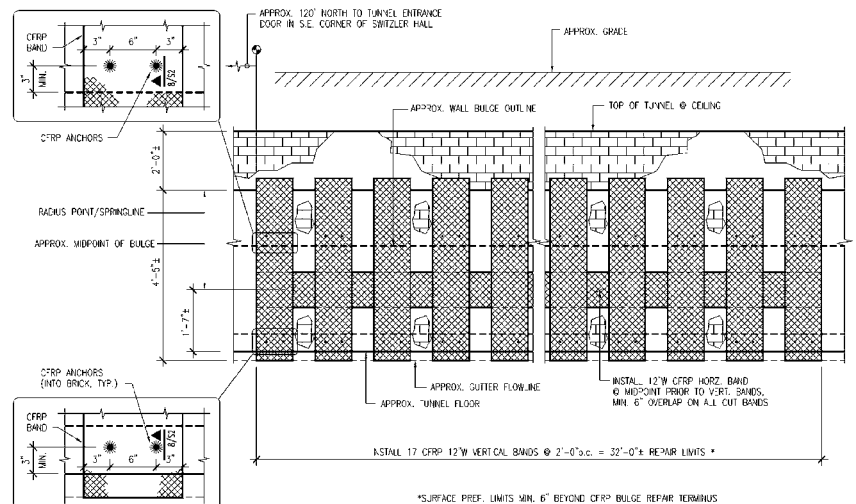 APPROX. 120' NORTH TO TUNNEL ENTRANCE
DOOR IN S.E. CORNER OF SWITZLER HALL
APPROX. GRADE
CFRP
BAND
3"
6"
3"
3"
MIN.
8/S2
CFRP ANCHORS
APPROX. WALL BULGE OUTLINE
TOP OF TUNNEL @ CEILING
2'-0"±
RADIUS POINT/SPRINGLINE
APPROX. MIDPOINT OF BULGE
4'-6"±
1'-7"±
CFRP ANCHORS
(INTO BRICK, TYP.)
APPROX. GUTTER FLOWLINE
APPROX. TUNNEL FLOOR
INSTALL 12"W CFRP HORZ. BAND
@ MIDPOINT PRIOR TO VERT. BANDS,
MIN. 6" OVERLAP ON ALL CUT BANDS
CFRP
BAND
8/S2
3"
6"
3"
3"
MIN.
INSTALL 17 CFRP 12"W VERTICAL BANDS @ 2'-0"o.c. = 32'-0"± REPAIR LIMITS *
*SURFACE PREP. LIMITS MIN. 6" BEYOND CFRP BULGE REPAIR TERMINUS